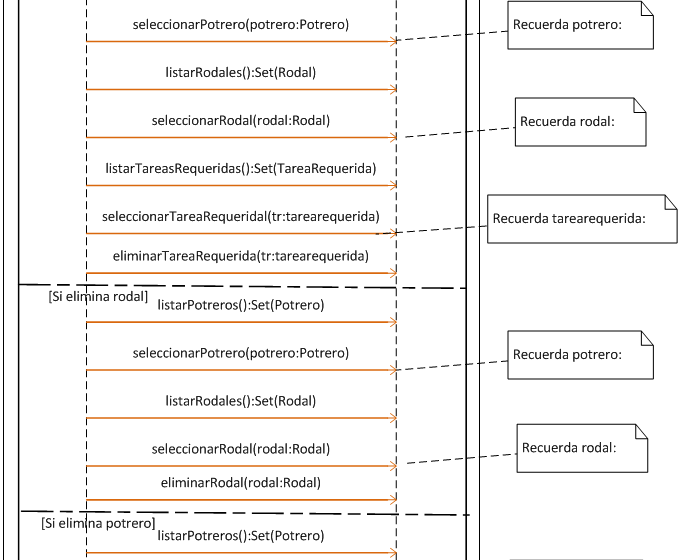 seleccionarPotrero(potrero:Potrero)
Recuerda potrero:
listarRodales():Set(Rodal)
seleccionarRodal(rodal:Rodal)
Recuerda rodal:
listarTareasRequeridas():Set(TareaRequerida)
seleccionarTareaRequeridal(tr:tarearequerida)
Recuerda tarearequerida:
eliminarTareaRequerida(tr:tarearequerida)
[Si elimina rodal]
listarPotreros():Set(Potrero)
seleccionarPotrero(potrero:Potrero)
Recuerda potrero:
listarRodales():Set(Rodal)
seleccionarRodal(rodal:Rodal)
Recuerda rodal:
eliminarRodal(rodal:Rodal)
[Si elimina potrero]
listarPotreros():Set(Potrero)